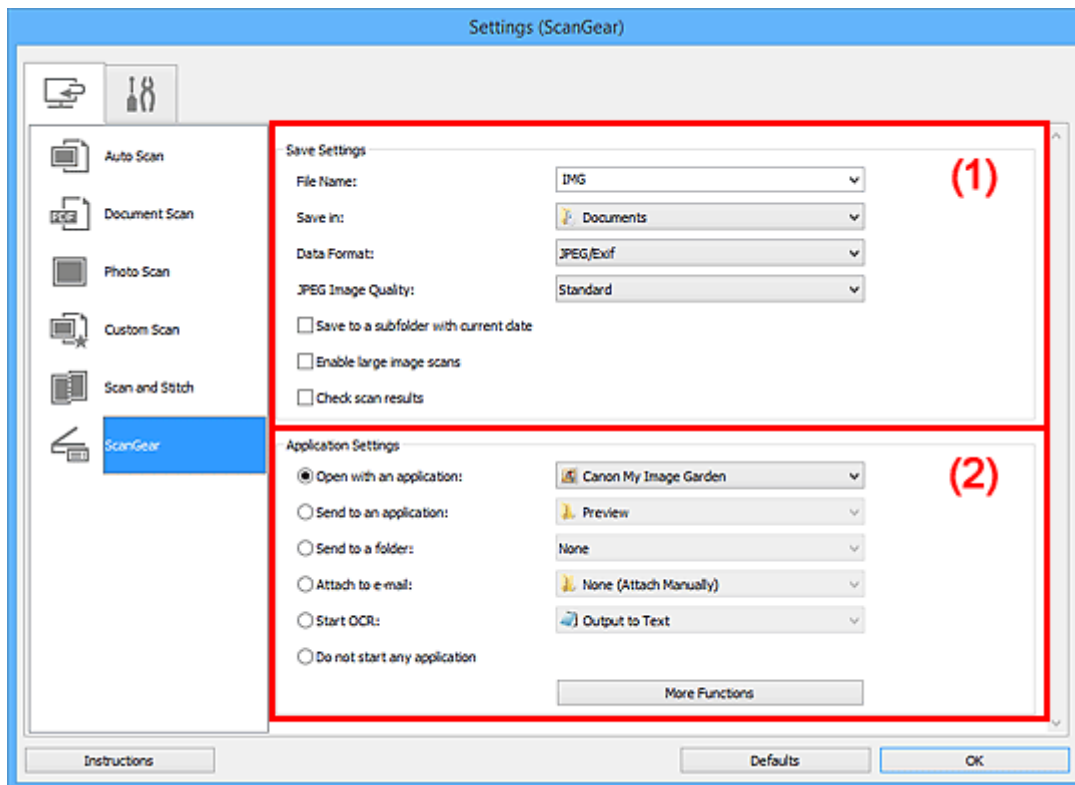 Settings (ScanGear)
Auto Scan
PDF
Document Scan
Photo Scan
Custom Scan
Scan and Stitch
ScanGear
Save Settings
(1)
File Name: IMG
Save in: Documents
Data Format: JPEG/Exif
JPEG Image Quality: Standard
Save to a subfolder with current date
Enable large image scans
Check scan results
Application Settings
(2)
Open with an application: Canon My Image Garden
Send to an application: Preview
Send to a folder: None
Attach to e-mail: None (Attach Manually)
Start OCR: Output to Text
Do not start any application
More Functions
Instructions
Defaults
OK